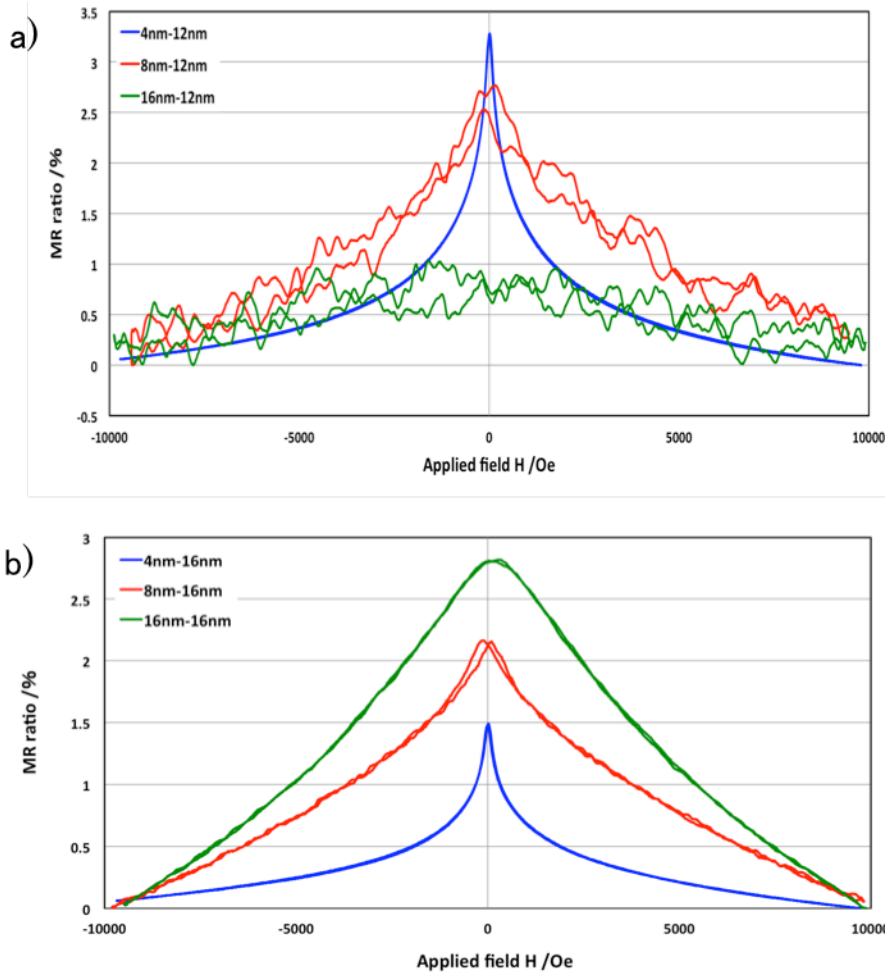 a)
3.5
3
2.5
2
1.5
1
0.5
0
-0.5
MR ratio /%
4nm-12nm
8nm-12nm
16nm-12nm
-10000 -5000 0 5000 10000
Applied field H /Oe
b)
3
2.5
2
1.5
1
0.5
0
MR ratio /%
4nm-16nm
8nm-16nm
16nm-16nm
-10000 -5000 0 5000 10000
Applied field H /Oe